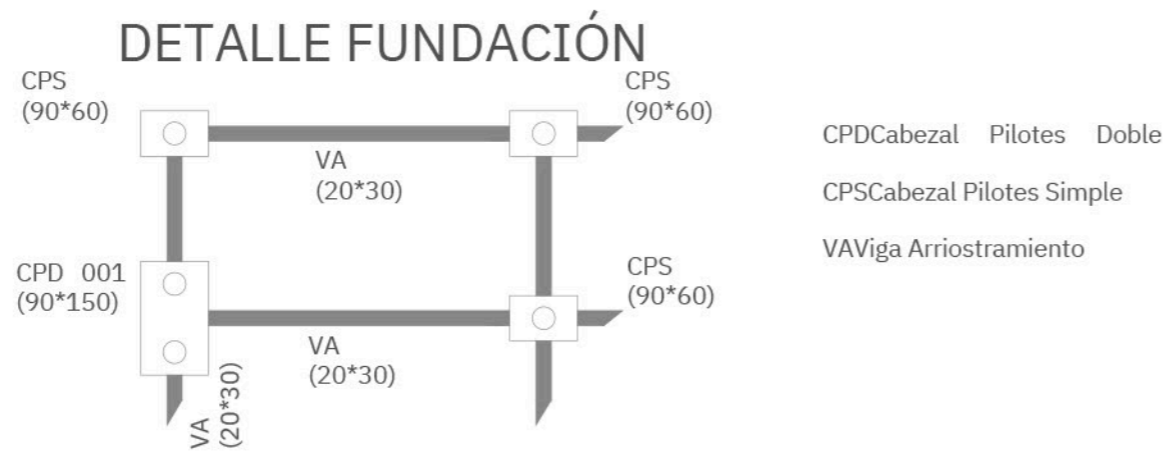 DETALLE FUNDACIÓN
CPS
(90*60)
CPS
(90*60)
VA
(20*30)
CPD 001
(90*150)
CPS
(90*60)
VA
(20*30)
VA
(20*30)
CPDCabezal Pilotes Doble
CPSCabezal Pilotes Simple
VAViga Arriostramiento